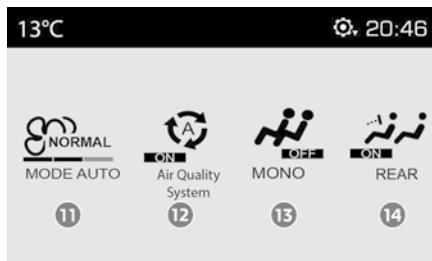 13°C 20:46
NORMAL
MODE AUTO
A
ON
Air Quality
System
OFF
MONO
ON
REAR
11 12 13 14